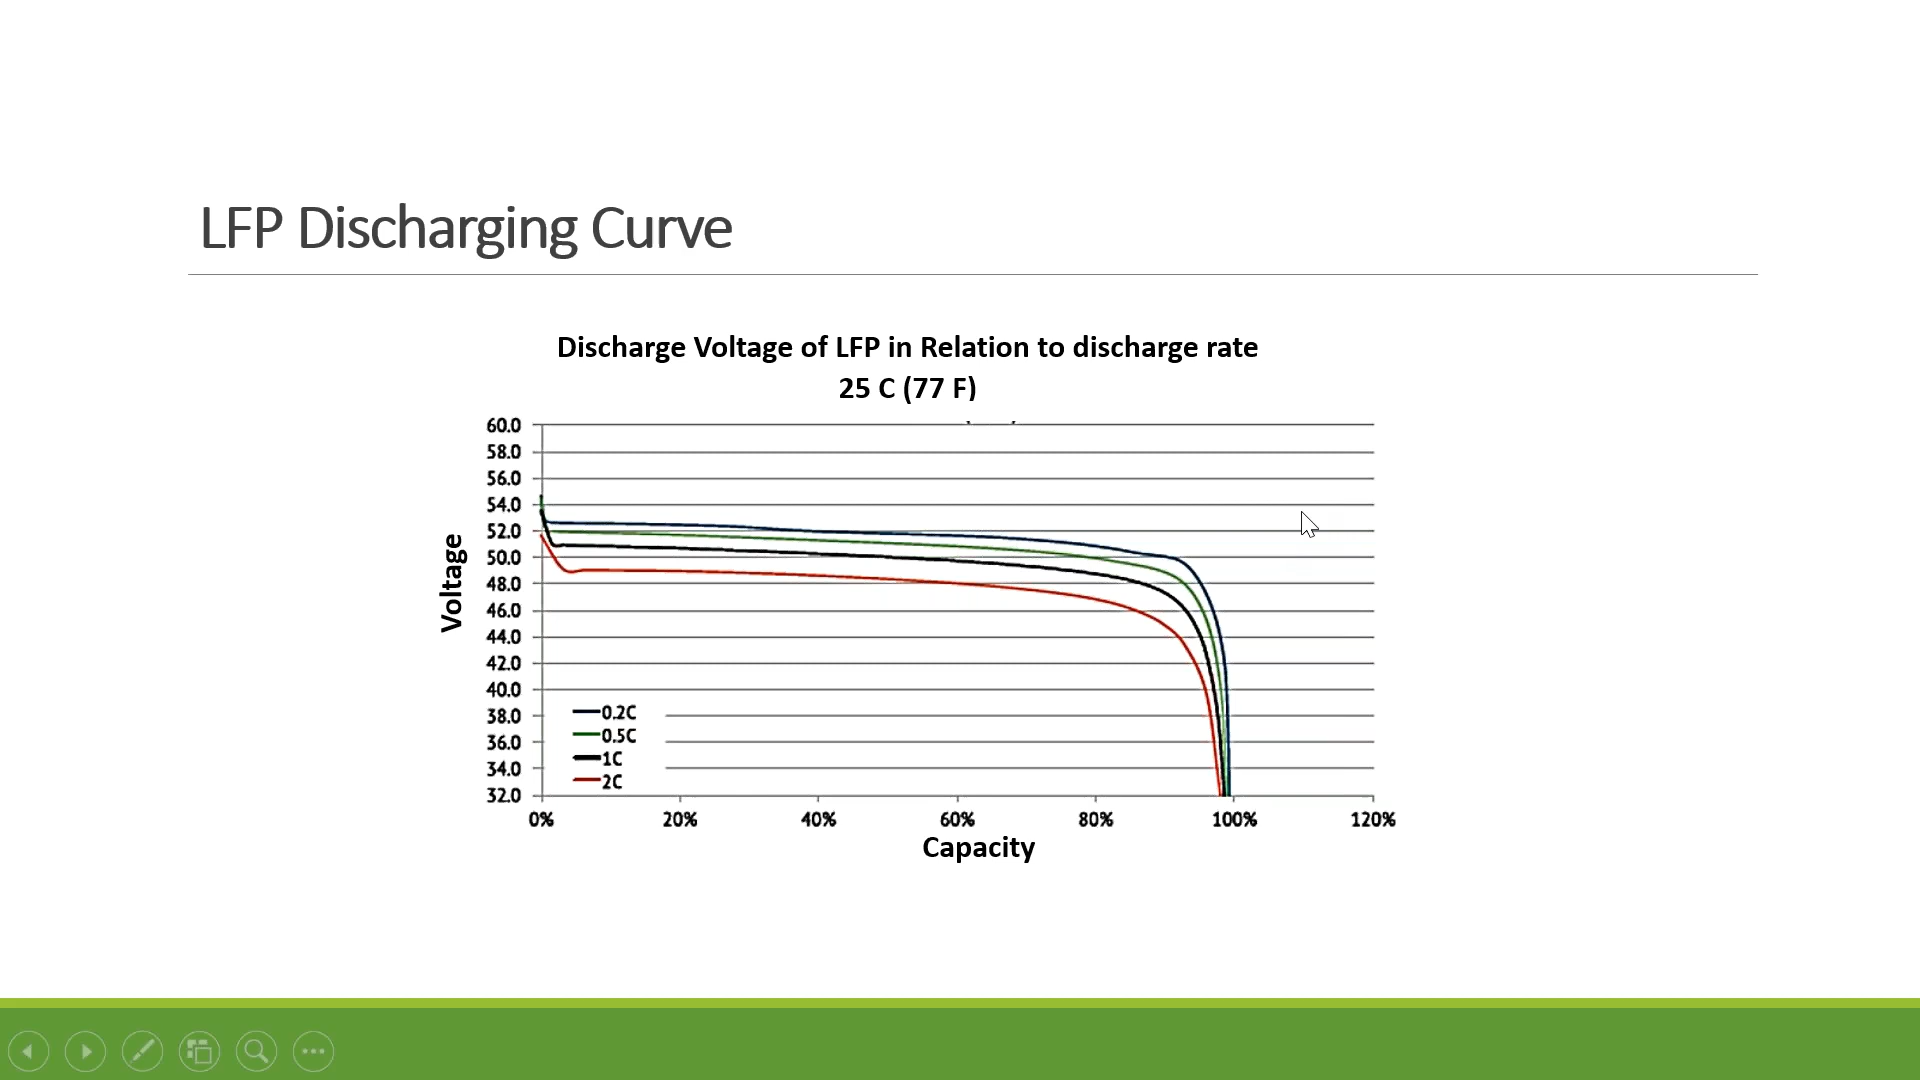 LFP Discharging Curve
Discharge Voltage of LFP in Relation to discharge rate
25 C (77 F)
60.0
58.0
56.0
54.0
52.0
50.0
48.0
46.0
44.0
42.0
40.0
38.0
36.0
34.0
32.0
Voltage
0.2C
0.5C
1C
2C
0% 20% 40% 60% 80% 100% 120%
Capacity